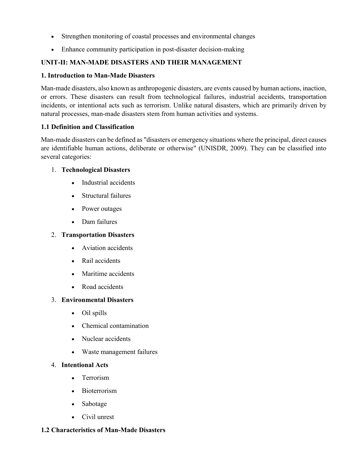 • Strengthen monitoring of coastal processes and environmental changes
• Enhance community participation in post-disaster decision-making
UNIT-II: MAN-MADE DISASTERS AND THEIR MANAGEMENT
1. Introduction to Man-Made Disasters
Man-made disasters, also known as anthropogenic disasters, are events caused by human actions, inaction,
or errors. These disasters can result from technological failures, industrial accidents, transportation
incidents, or intentional acts such as terrorism. Unlike natural disasters, which are primarily driven by
natural processes, man-made disasters stem from human activities and systems.
1.1 Definition and Classification
Man-made disasters can be defined as "disasters or emergency situations where the principal, direct causes
are identifiable human actions, deliberate or otherwise" (UNISDR, 2009). They can be classified into
several categories:
1. Technological Disasters
• Industrial accidents
• Structural failures
• Power outages
• Dam failures
2. Transportation Disasters
• Aviation accidents
• Rail accidents
• Maritime accidents
• Road accidents
3. Environmental Disasters
• Oil spills
• Chemical contamination
• Nuclear accidents
• Waste management failures
4. Intentional Acts
• Terrorism
• Bioterrorism
• Sabotage
• Civil unrest
1.2 Characteristics of Man-Made Disasters